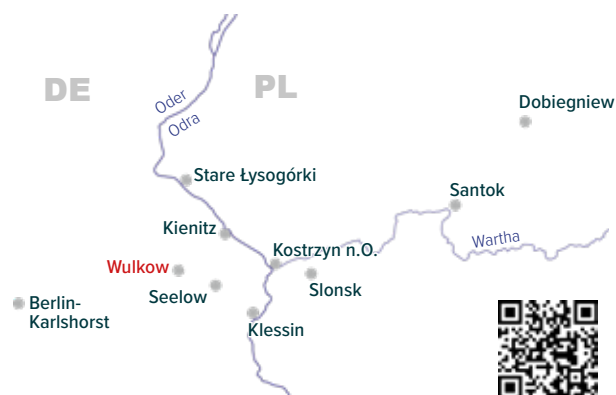 DE
PL
Oder
Odra
Dobiegniew
Stare Łysogórki
Santok
Kienitz
Wartha
Kostrzyn n.O.
Wulkow
Slonsk
Seelow
Berlin-
Karlshorst
Klessin